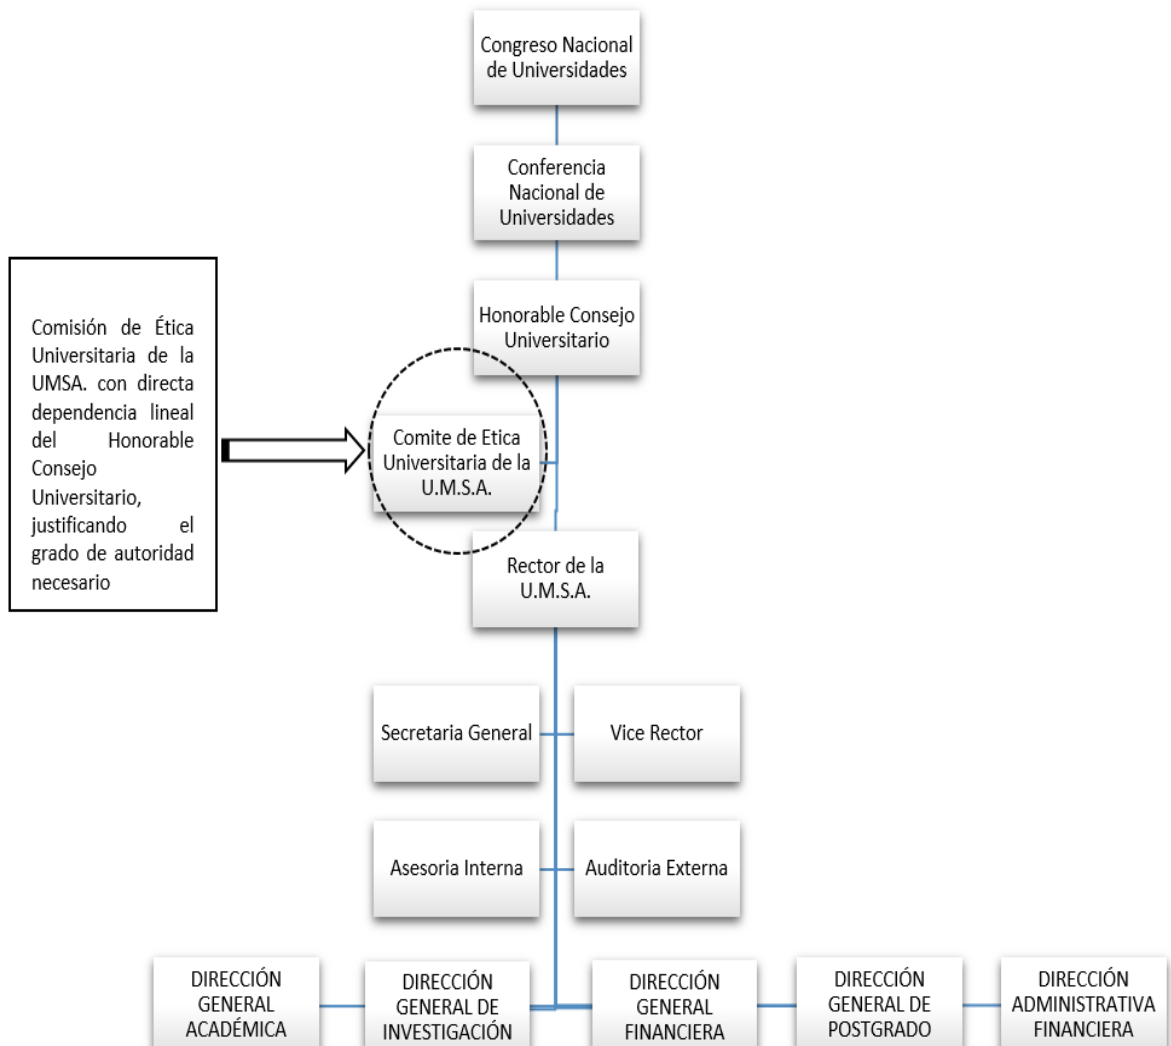 Congreso Nacional
de Universidades
Conferencia
Nacional de
Universidades
Honorable Consejo
Universitario
Comisión de Ética
Universitaria de la
UMSA. con directa
dependencia lineal
del Honorable
Consejo
Universitario,
justificando el
grado de autoridad
necesario
Comite de Etica
Universitaria de la
U.M.S.A.
Rector de la
U.M.S.A.
Secretaria General
Vice Rector
Asesoria Interna
Auditoria Externa
DIRECCIÓN
GENERAL
ACADÉMICA
DIRECCIÓN
GENERAL DE
INVESTIGACIÓN
DIRECCIÓN
GENERAL
FINANCIERA
DIRECCIÓN
GENERAL DE
POSTGRADO
DIRECCIÓN
ADMINISTRATIVA
FINANCIERA